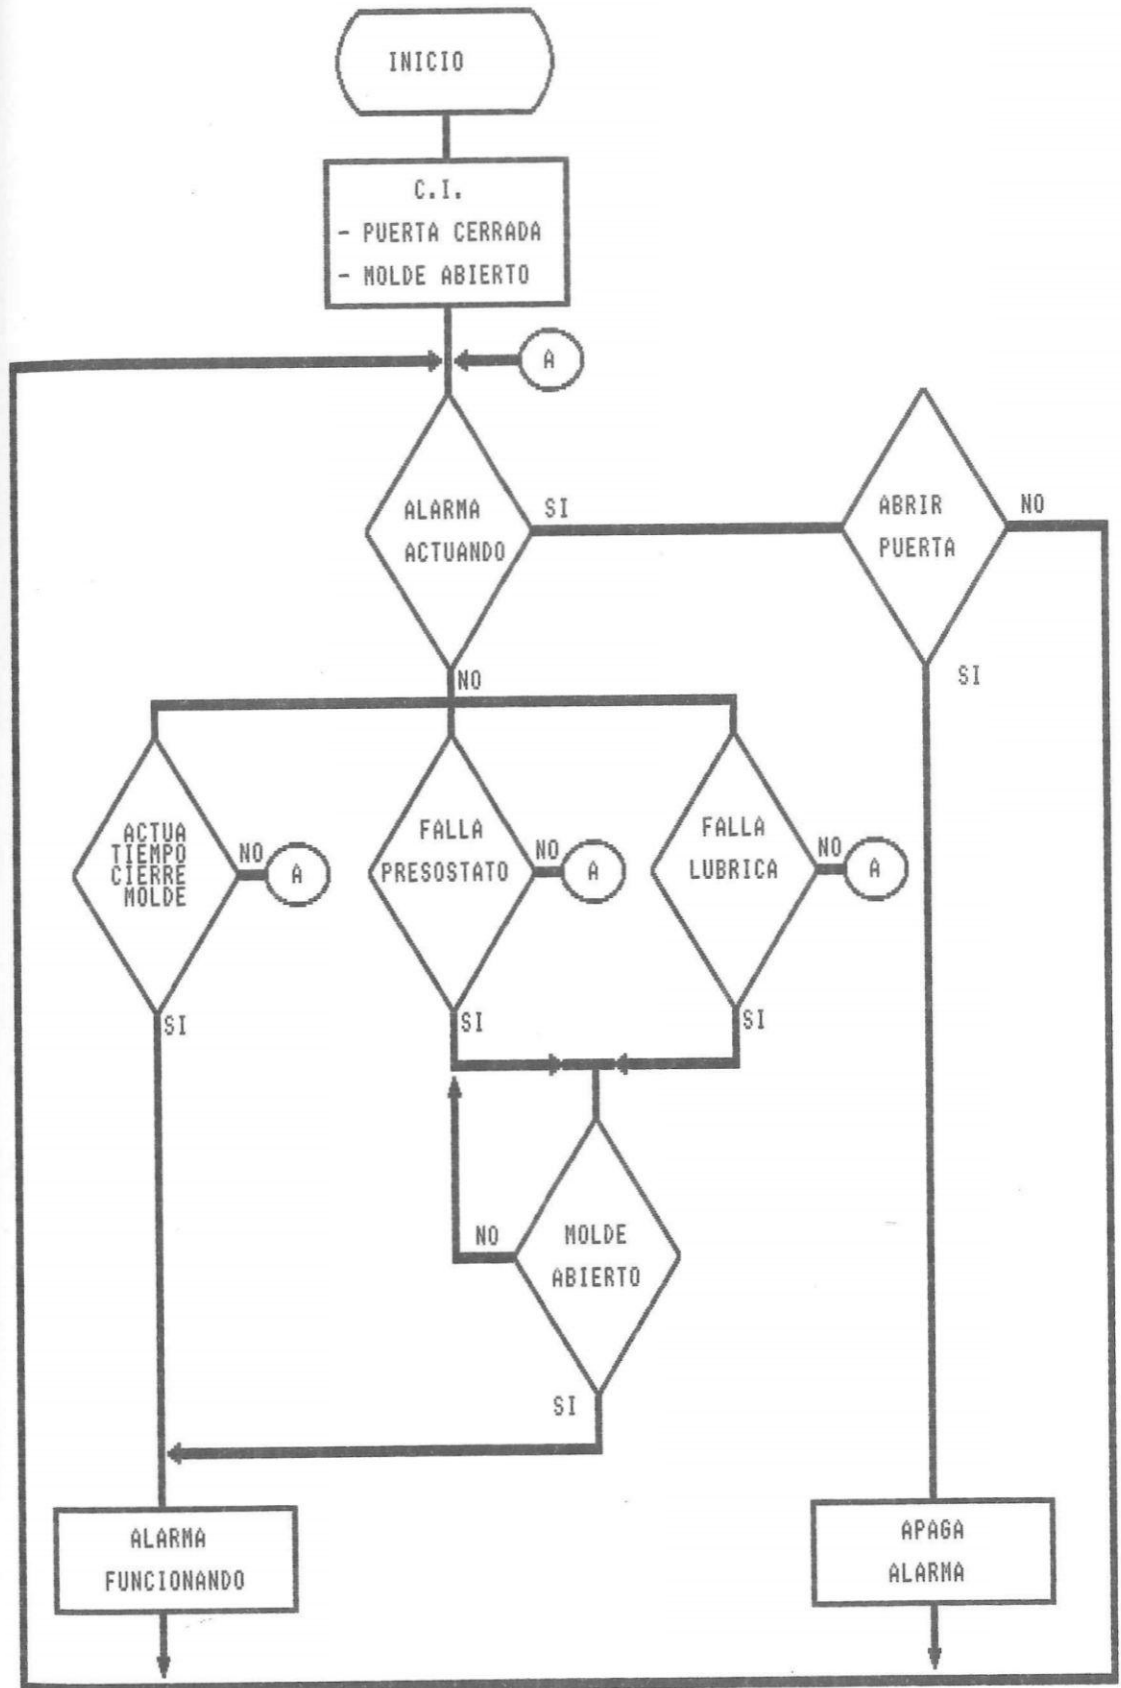 INICIO
C.I.
- PUERTA CERRADA
- MOLDE ABIERTO
A
ALARMA
ACTUANDO
SI
NO
ABRIR
PUERTA
NO
SI
ACTUA
TIEMPO
CIERRE
MOLDE
NO
A
SI
FALLA
PRESOSTATO
NO
A
SI
FALLA
LUBRICA
NO
A
SI
MOLDE
ABIERTO
NO
SI
ALARMA
FUNCIONANDO
APAGA
ALARMA